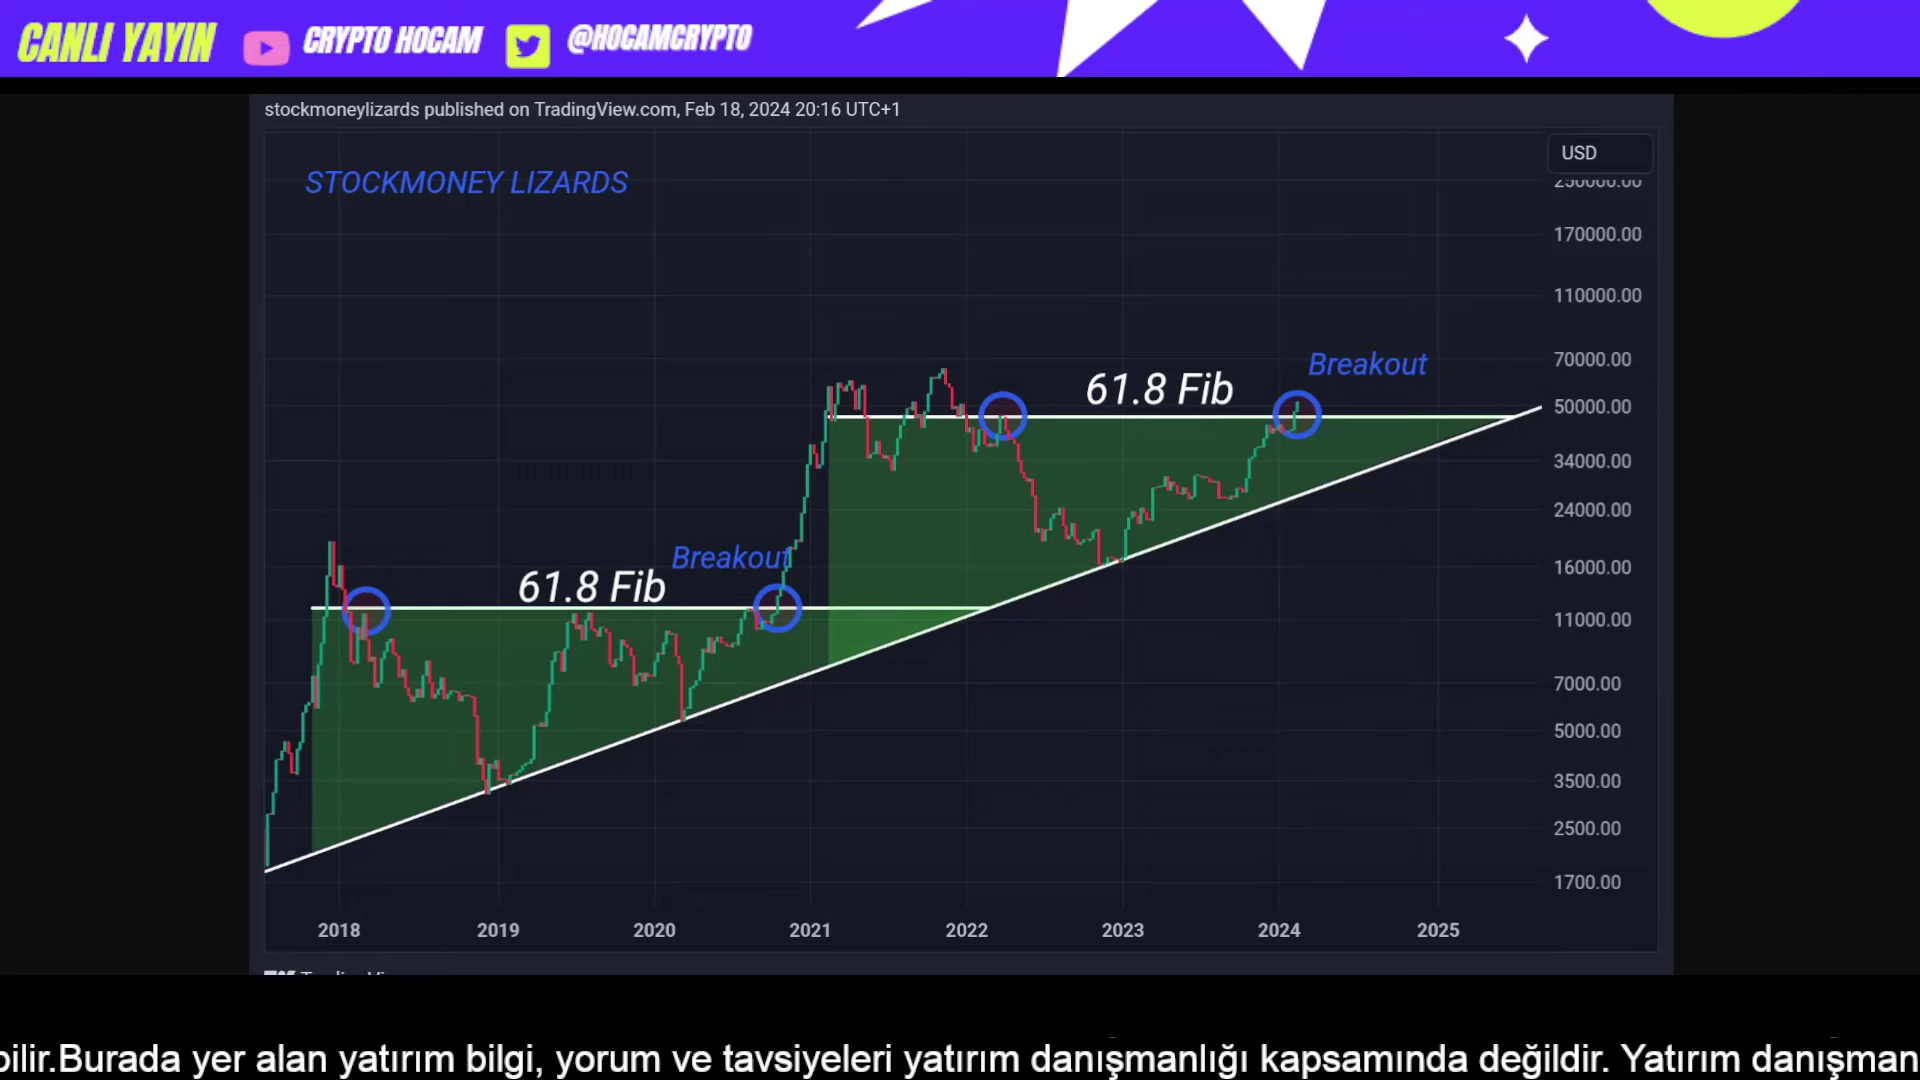 CANLI YAYIN CRYPTO HOCAM @HOCAMCRYPTO
stockmoneylizards published on TradingView.com, Feb 18, 2024 20:16 UTC+1
USD
STOCKMONEY LIZARDS
250000.00
170000.00
110000.00
70000.00
50000.00
34000.00
24000.00
16000.00
11000.00
7000.00
5000.00
3500.00
2500.00
1700.00
Breakout
61.8 Fib
Breakout
61.8 Fib
2018 2019 2020 2021 2022 2023 2024 2025
bilir.Burada yer alan yatırım bilgi, yorum ve tavsiyeleri yatırım danışmanlığı kapsamında değildir. Yatırım danışman